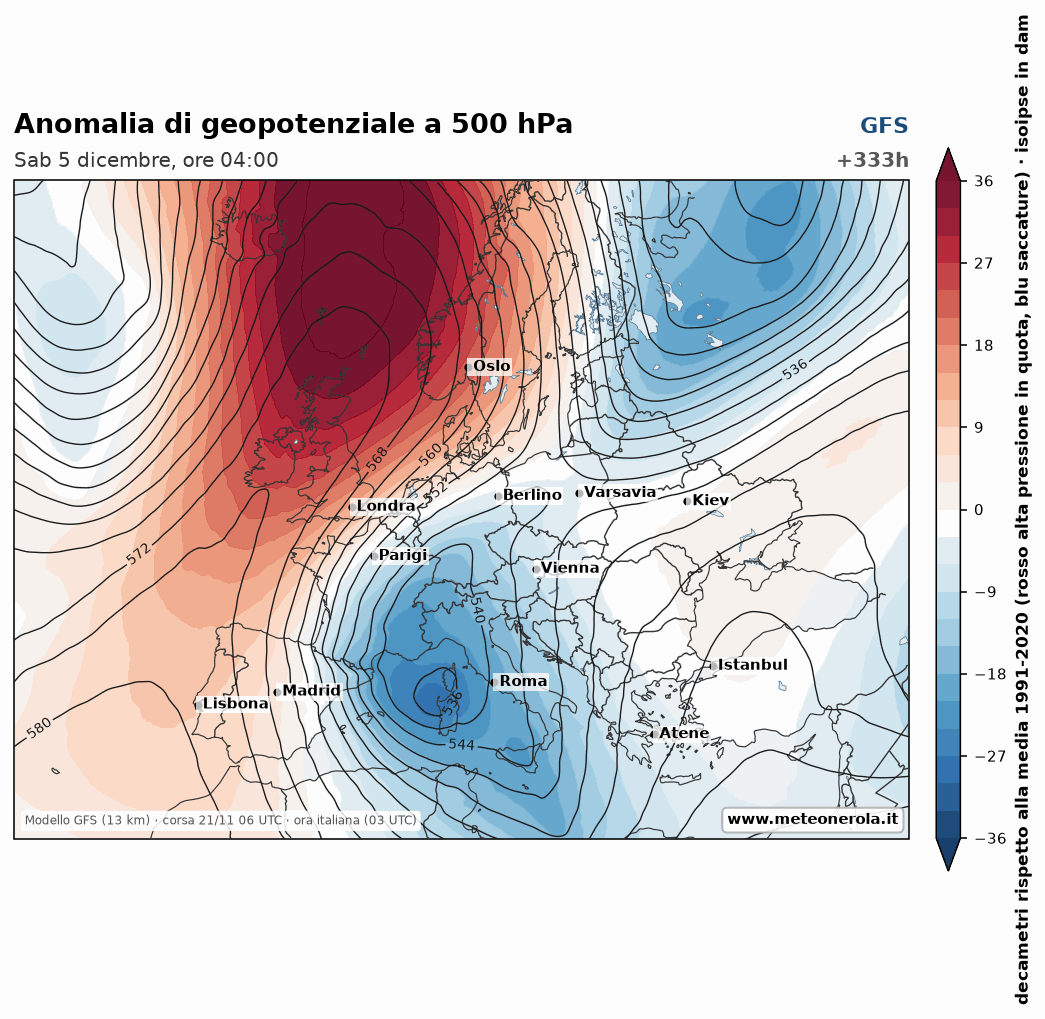 Anomalia di geopotenziale a 500 hPa
GFS
Sab 5 dicembre, ore 04:00
+333h
Oslo
536
568
560
552
Londra
Berlino
Varsavia
Kiev
572
Parigi
Vienna
540
Istanbul
Roma
Madrid
Lisbona
536
580
544
Atene
Modello GFS (13 km) · corsa 21/11 06 UTC · ora italiana (03 UTC)
www.meteonerola.it
36
27
18
9
0
−9
−18
−27
−36
decametri rispetto alla media 1991-2020 (rosso alta pressione in quota, blu saccature) · isoipse in dam